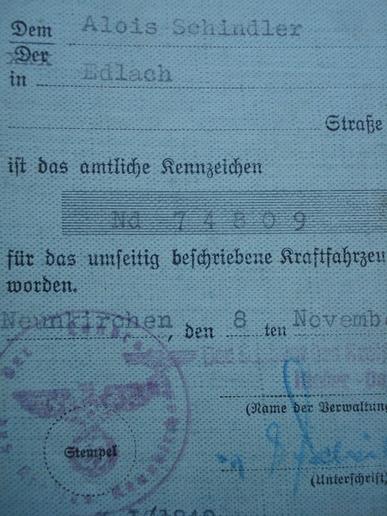 Dem Alois Schindler
Der
in Edlach
Straße
ist das amtliche Kennzeichen
Nd 74809
für das umseitig beschriebene Kraftfahrzeu
worden.
Neunkirchen, den 8 ten Novemb
(Name der Verwaltun
Stempel
(Unterschrift)